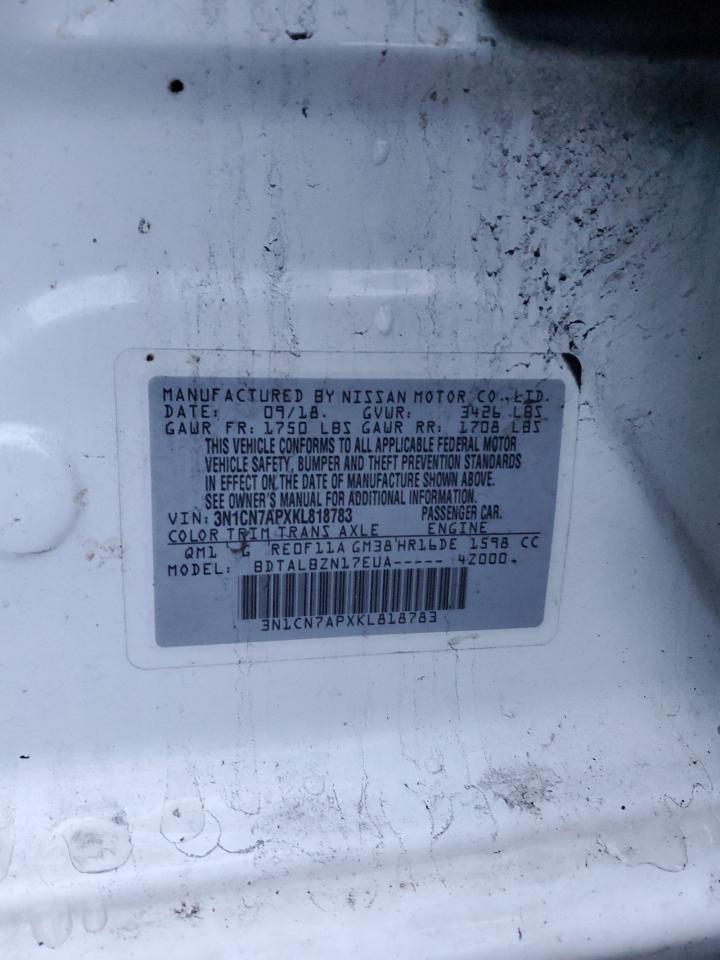 MANUFACTURED BY NISSAN MOTOR CO., LTD.
DATE: 09/18. GVWR: 3426 LBS
GAWR FR: 1750 LBS GAWR RR: 1708 LBS
THIS VEHICLE CONFORMS TO ALL APPLICABLE FEDERAL MOTOR
VEHICLE SAFETY, BUMPER AND THEFT PREVENTION STANDARDS
IN EFFECT ON THE DATE OF MANUFACTURE SHOWN ABOVE.
SEE OWNER'S MANUAL FOR ADDITIONAL INFORMATION.
VIN: 3N1CN7APXKL818783 PASSENGER CAR.
COLOR TRIM TRANS AXLE ENGINE
QM1 G RE0F11A GM38 HR16DE 1598 CC
MODEL: BDTALBZN17EUA----- 4Z000.
3N1CN7APXKL818783